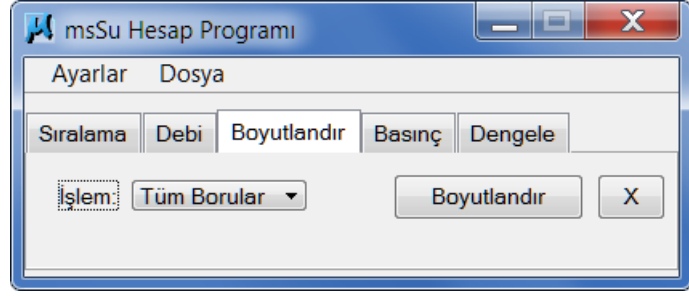 msSu Hesap Programı
Ayarlar Dosya
Sıralama Debi Boyutlandır Basınç Dengele
İşlem: Tüm Borular Boyutlandır X